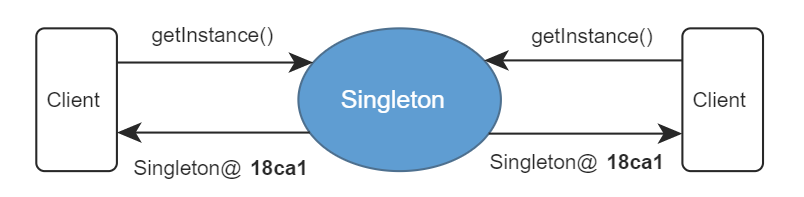 getInstance()
getInstance()
Client
Singleton
Client
Singleton@ 18ca1
Singleton@ 18ca1